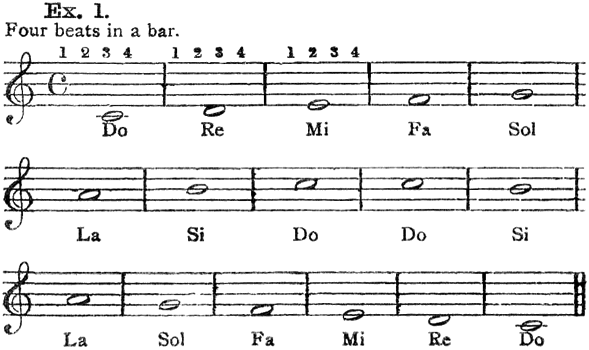 Ex. 1.
Four beats in a bar.
1 2 3 4 1 2 3 4 1 2 3 4
Do Re Mi Fa Sol
La Si Do Do Si
La Sol Fa Mi Re Do